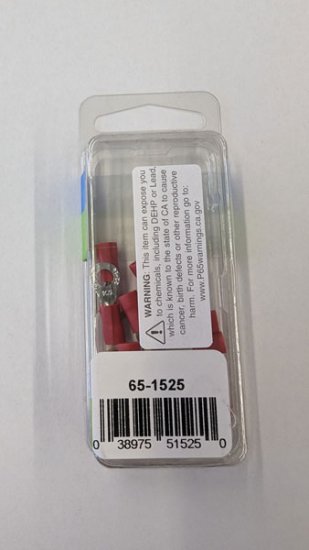 WARNING: This item can expose you
to chemicals, including DEHP or Lead,
which is known to the state of CA to cause
cancer, birth defects or other reproductive
harm. For more information go to:
www.P65warnings.ca.gov
65-1525
0 38975 51525 0